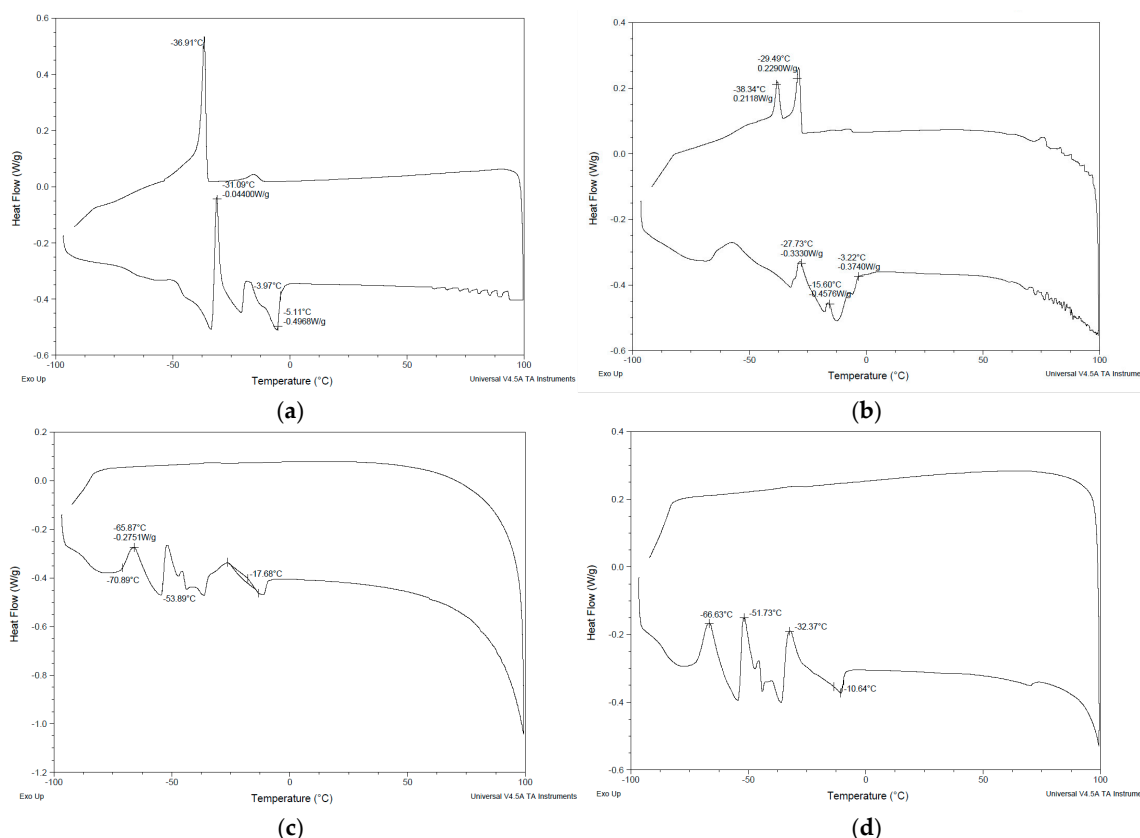 0.6
0.4
0.2
0.0
-0.2
-0.4
-0.6
Heat Flow (W/g)
-36.91°C
-31.09°C
-0.04400W/g
-3.97°C
-5.11°C
-0.4968W/g
-100
-50
0
50
100
Exo Up
Temperature (°C)
Universal V4.5A TA Instruments
(a)
0.4
0.2
0.0
-0.2
-0.4
-0.6
Heat Flow (W/g)
-29.49°C
0.2290W/g
-38.34°C
0.2118W/g
-27.73°C
-0.3330W/g
-3.22°C
-0.3740W/g
-15.60°C
-0.4576W/g
-100
-50
0
50
100
Exo Up
Temperature (°C)
Universal V4.5A TA Instrume
(b)
0.2
0.0
-0.2
-0.4
-0.6
-0.8
-1.0
-1.2
Heat Flow (W/g)
-65.87°C
-0.2751W/g
-70.89°C
-53.89°C
-17.68°C
-100
-50
0
50
100
Exo Up
Temperature (°C)
Universal V4.5A TA Instruments
(c)
0.4
0.2
0.0
-0.2
-0.4
-0.6
Heat Flow (W/g)
-66.63°C
-51.73°C
-32.37°C
-10.64°C
-100
-50
0
50
100
Exo Up
Temperature (°C)
Universal V4.5A TA Instrume
(d)